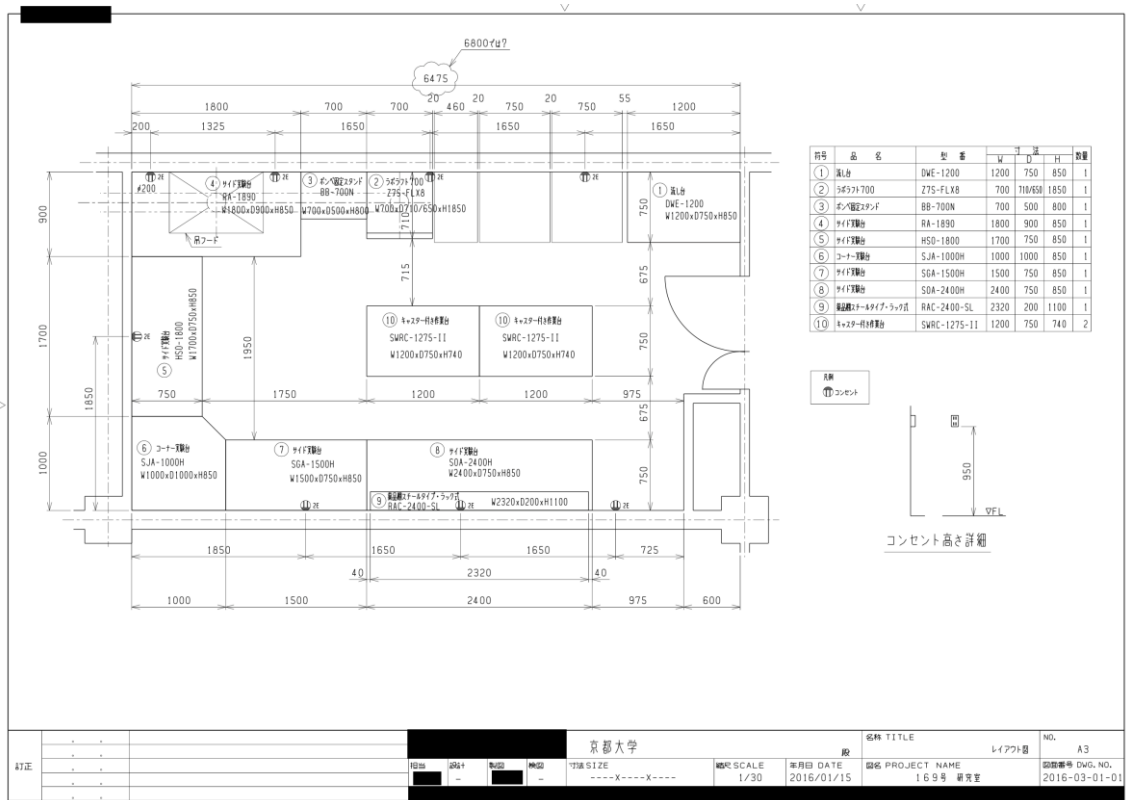 6800では?
6475
20 20 20 55
1800 700 700 460 750 750 1200
200 1325 1650 1650 1650
2E 2E 2E 2E
φ200
④ サイド実験台
RA-1890
W1800xD900xH850
吊フード
③ ボンベ固定スタンド
BB-700N
W700xD500xH800
② ラボラフト700
Z7S-FLX8
W700xD710/650xH1850
① 流し台
DWE-1200
W1200xD750xH850
900
710
750
715
675
1700
1850
2E
⑤ サイド実験台
HSO-1800
W1700xD750xH850
1950
⑩ キャスター付き作業台
SWRC-1275-II
W1200xD750xH740
⑩ キャスター付き作業台
SWRC-1275-II
W1200xD750xH740
750
750 1750 1200 1200 975
675
1000
⑥ コーナー実験台
SJA-1000H
W1000xD1000xH850
⑦ サイド実験台
SGA-1500H
W1500xD750xH850
⑧ サイド実験台
SOA-2400H
W2400xD750xH850
750
⑨ 薬品棚スチールタイプ・ラック式
RAC-2400-SL
W2320xD200xH1100
2E 2E 2E
1850 1650 1650 725
40 2320 40
1000 1500 2400 975 600
符号 品 名 型 番 寸 法 数量
W D H
① 流し台 DWE-1200 1200 750 850 1
② ラボラフト700 Z7S-FLX8 700 710/650 1850 1
③ ボンベ固定スタンド BB-700N 700 500 800 1
④ サイド実験台 RA-1890 1800 900 850 1
⑤ サイド実験台 HSO-1800 1700 750 850 1
⑥ コーナー実験台 SJA-1000H 1000 1000 850 1
⑦ サイド実験台 SGA-1500H 1500 750 850 1
⑧ サイド実験台 SOA-2400H 2400 750 850 1
⑨ 薬品棚スチールタイプ・ラック式 RAC-2400-SL 2320 200 1100 1
⑩ キャスター付き作業台 SWRC-1275-II 1200 750 740 2
凡例
コンセント
950
▽FL
コンセント高さ詳細
訂正
担当 設計 製図 検図
- -
京都大学 殿
寸法 SIZE
----X----X----
縮尺 SCALE
1/30
年月日 DATE
2016/01/15
名称 TITLE
レイアウト図
図名 PROJECT NAME
169号 研究室
NO.
A3
図面番号 DWG. NO.
2016-03-01-01